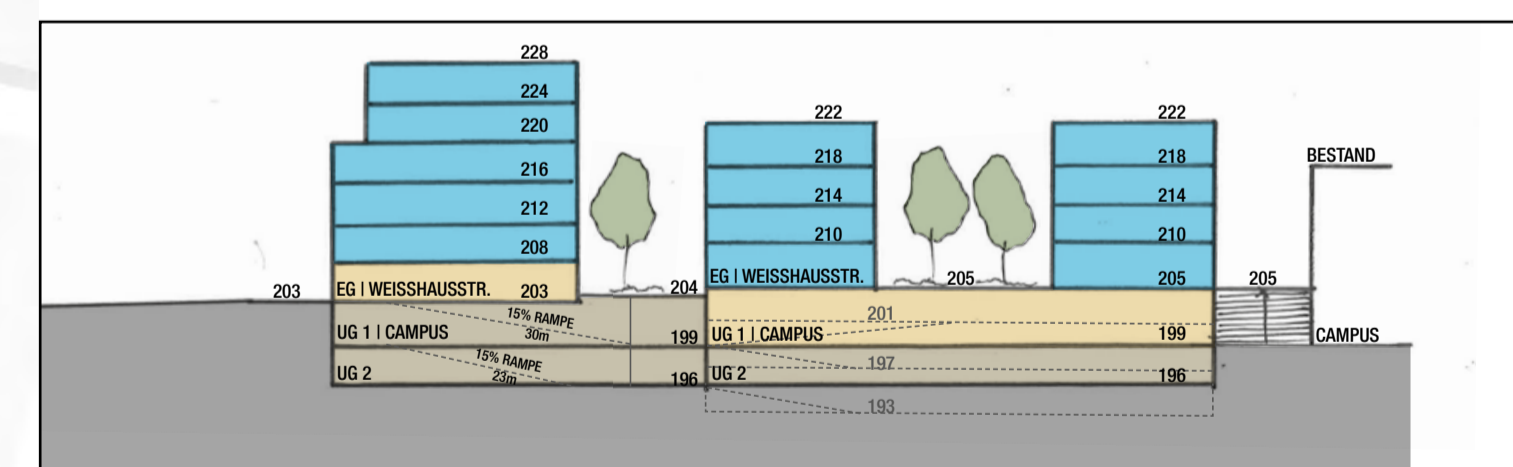 228
224
220
216
212
208
203
EG | WEISSHAUSSTR. 203
UG 1 | CAMPUS
15% RAMPE
30m
UG 2
15% RAMPE
23m
204
199
196
222
218
214
210
EG | WEISSHAUSSTR.
205
201
UG 1 | CAMPUS
197
UG 2
193
222
218
214
210
205
199
196
205
BESTAND
CAMPUS